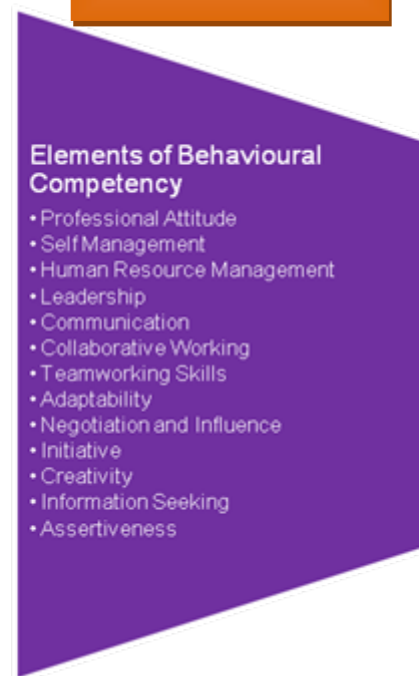 Elements of Behavioural
Competency
• Professional Attitude
• Self Management
• Human Resource Management
• Leadership
• Communication
• Collaborative Working
• Teamworking Skills
• Adaptability
• Negotiation and Influence
• Initiative
• Creativity
• Information Seeking
• Assertiveness